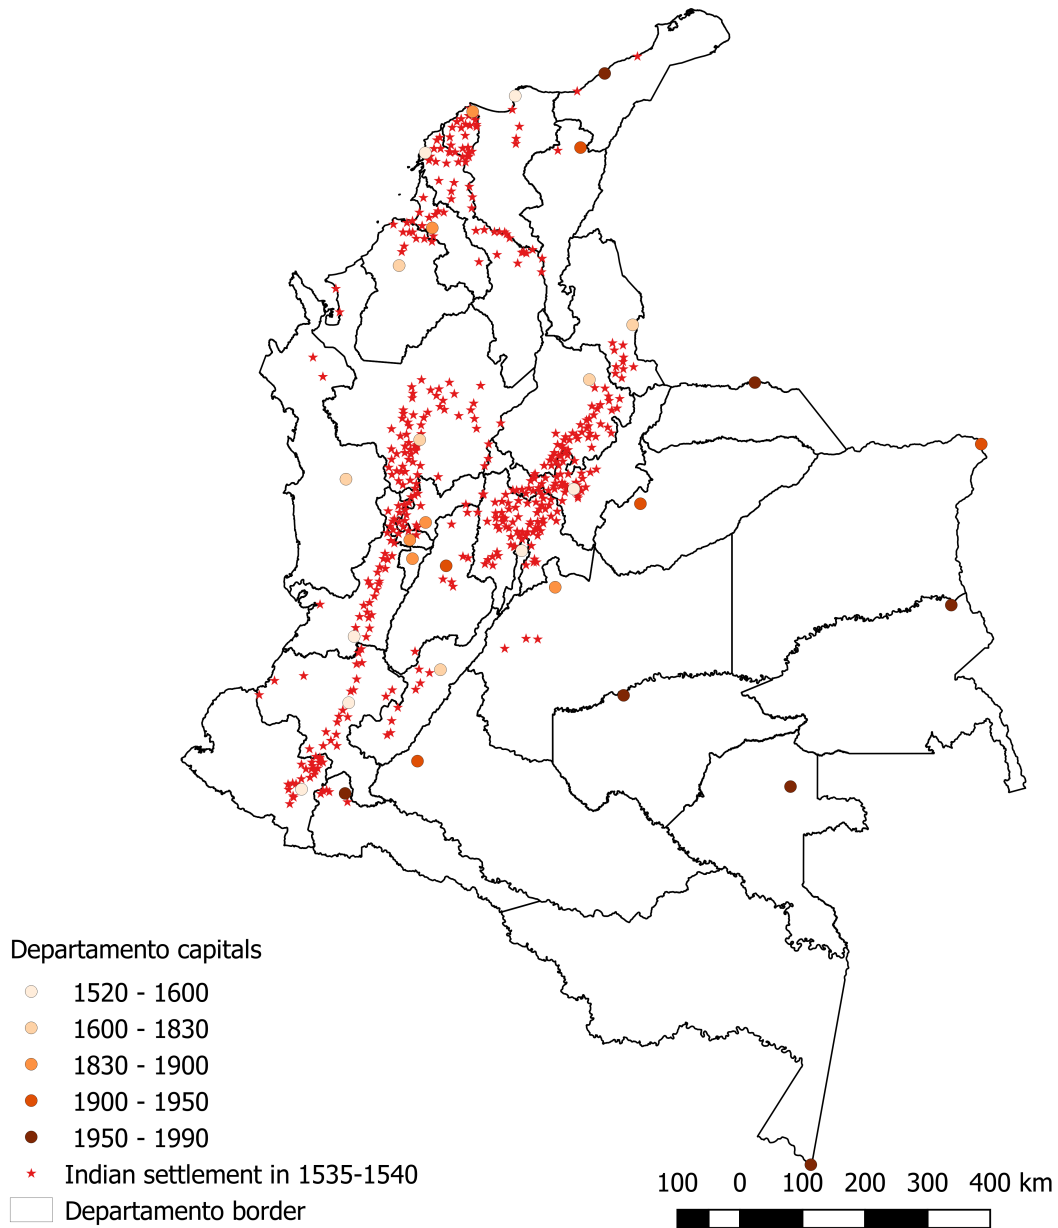 Departamento capitals
1520 - 1600
1600 - 1830
1830 - 1900
1900 - 1950
1950 - 1990
Indian settlement in 1535-1540
Departamento border
100 0 100 200 300 400 km